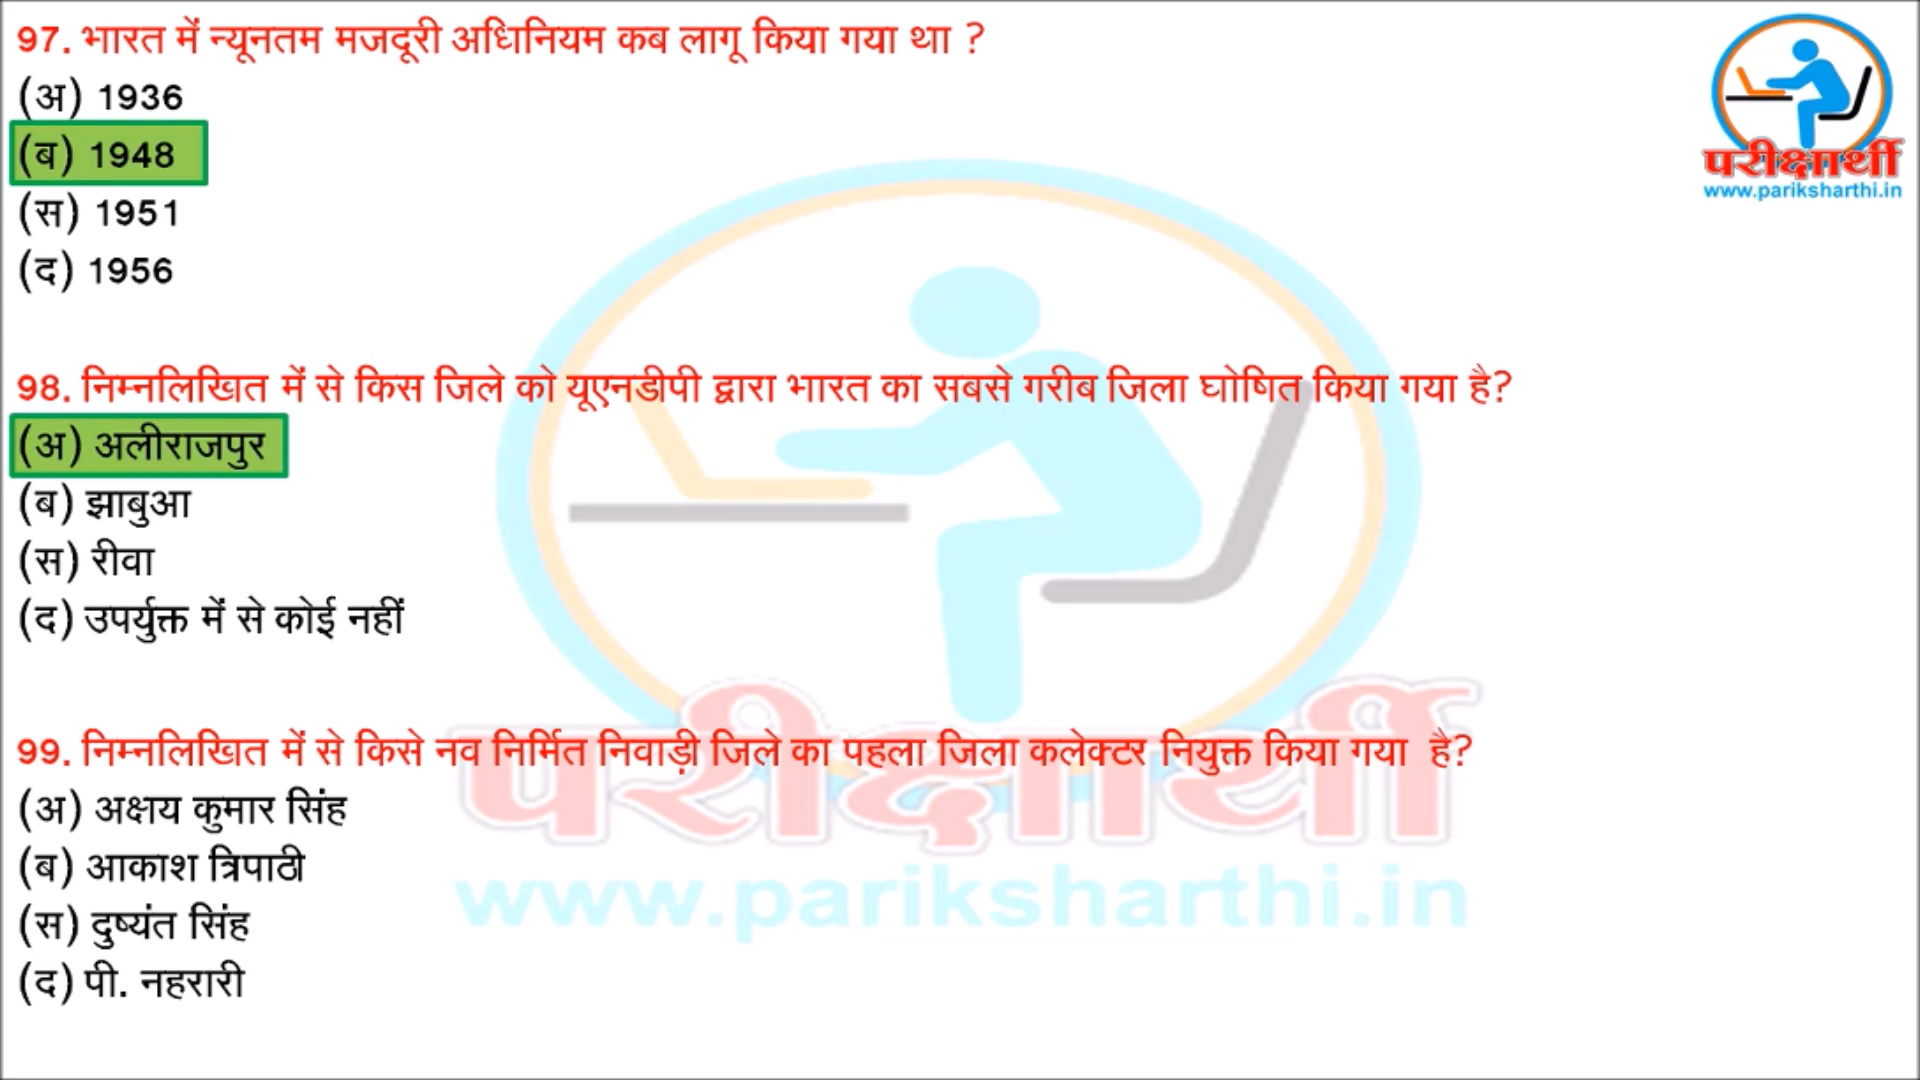 97. भारत में न्यूनतम मजदूरी अधिनियम कब लागू किया गया था ?
(अ) 1936
(ब) 1948
(स) 1951
(द) 1956
98. निम्नलिखित में से किस जिले को यूएनडीपी द्वारा भारत का सबसे गरीब जिला घोषित किया गया है?
(अ) अलीराजपुर
(ब) झाबुआ
(स) रीवा
(द) उपर्युक्त में से कोई नहीं
99. निम्नलिखित में से किसे नव निर्मित निवाड़ी जिले का पहला जिला कलेक्टर नियुक्त किया गया है?
(अ) अक्षय कुमार सिंह
(ब) आकाश त्रिपाठी
(स) दुष्यंत सिंह
(द) पी. नहरारी
परीक्षार्थी
www.pariksharthi.in
परीक्षार्थी
www.pariksharthi.in